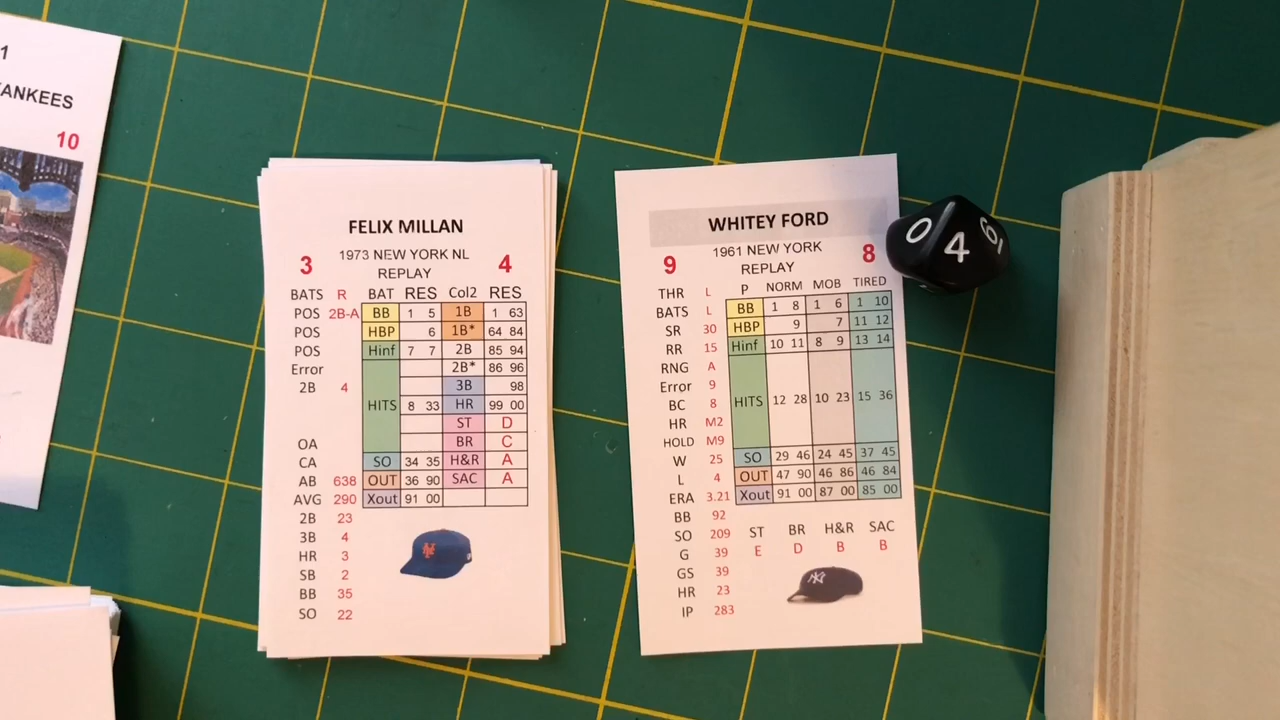 1
YANKEES
10
FELIX MILLAN
1973 NEW YORK NL
3 REPLAY 4
BATS R BAT RES Col2 RES
POS 2B-A BB 1 5 1B 1 63
POS HBP 6 1B* 64 84
POS Hinf 7 7 2B 85 94
Error 2B* 86 96
2B 4 3B 98
HITS 8 33 HR 99 00
ST D
OA BR C
CA SO 34 35 H&R A
AB 638 OUT 36 90 SAC A
AVG 290 Xout 91 00
2B 23
3B 4
HR 3
SB 2
BB 35
SO 22
WHITEY FORD
1961 NEW YORK
9 REPLAY 8
THR L P NORM MOB TIRED
BATS L BB 1 8 1 6 1 10
SR 30 HBP 9 7 11 12
RR 15 Hinf 10 11 8 9 13 14
RNG A
Error 9
BC 8 HITS 12 28 10 23 15 36
HR M2
HOLD M9
W 25 SO 29 46 24 45 37 45
L 4 OUT 47 90 46 86 46 84
ERA 3.21 Xout 91 00 87 00 85 00
BB 92
SO 209 ST BR H&R SAC
G 39 E D B B
GS 39
HR 23
IP 283
NY
0 4 6